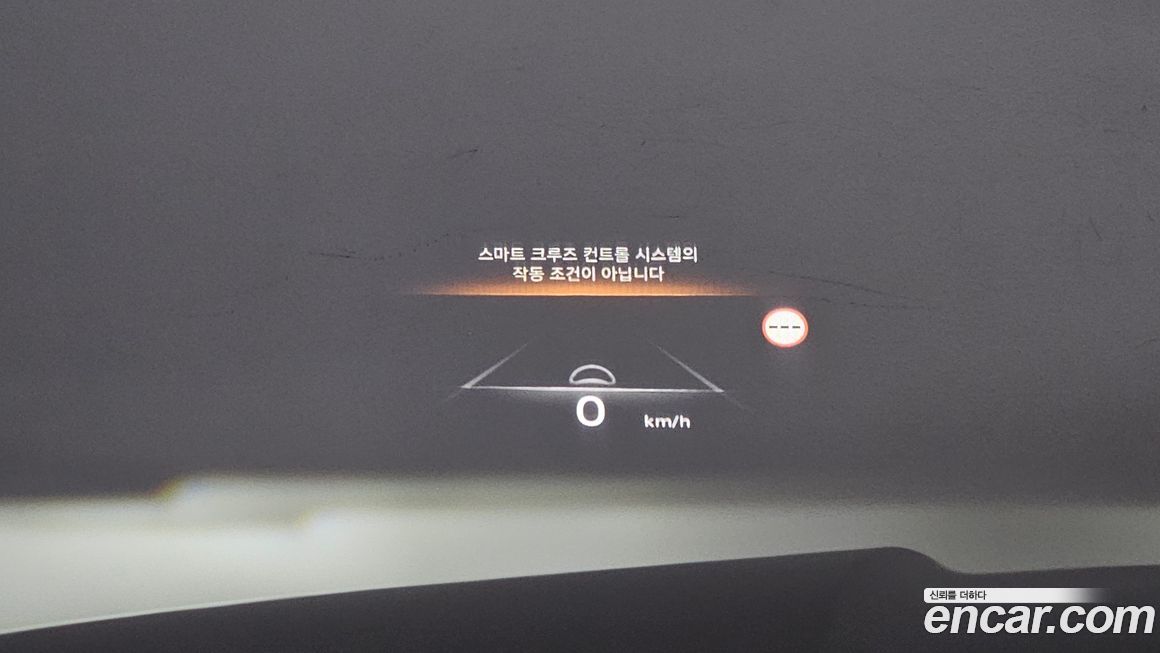 스마트 크루즈 컨트롤 시스템의
작동 조건이 아닙니다
---
0 km/h
신뢰를 더하다
encar.com